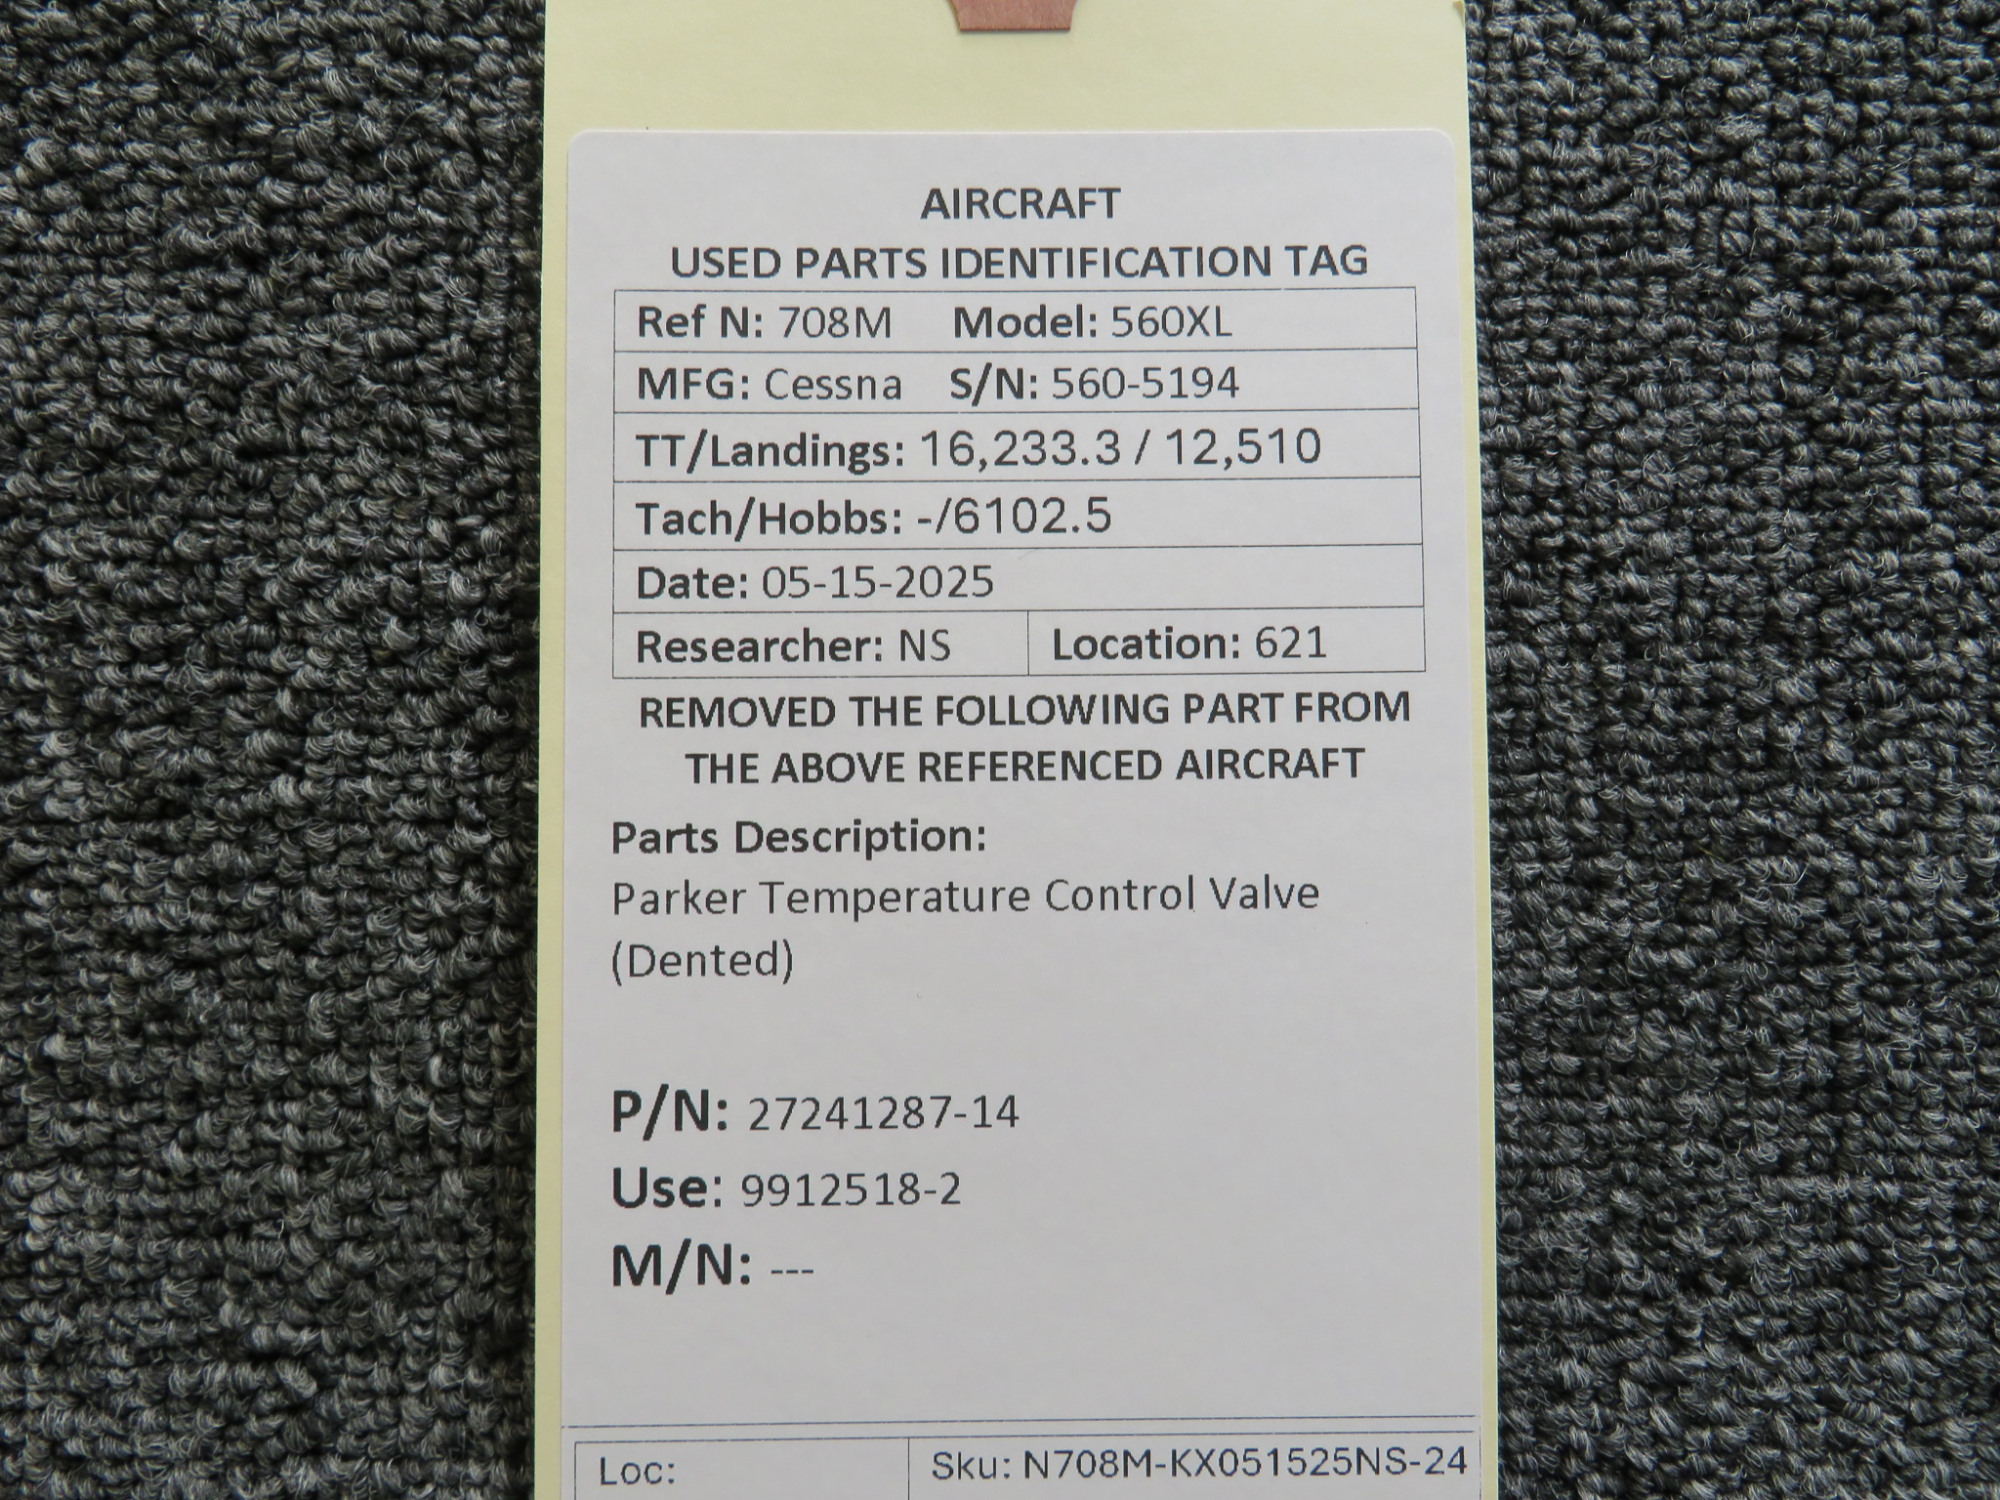 AIRCRAFT
USED PARTS IDENTIFICATION TAG
Ref N: 708M Model: 560XL
MFG: Cessna S/N: 560-5194
TT/Landings: 16,233.3 / 12,510
Tach/Hobbs: -/6102.5
Date: 05-15-2025
Researcher: NS Location: 621
REMOVED THE FOLLOWING PART FROM
THE ABOVE REFERENCED AIRCRAFT
Parts Description:
Parker Temperature Control Valve
(Dented)
P/N: 27241287-14
Use: 9912518-2
M/N: ---
Loc: Sku: N708M-KX051525NS-24